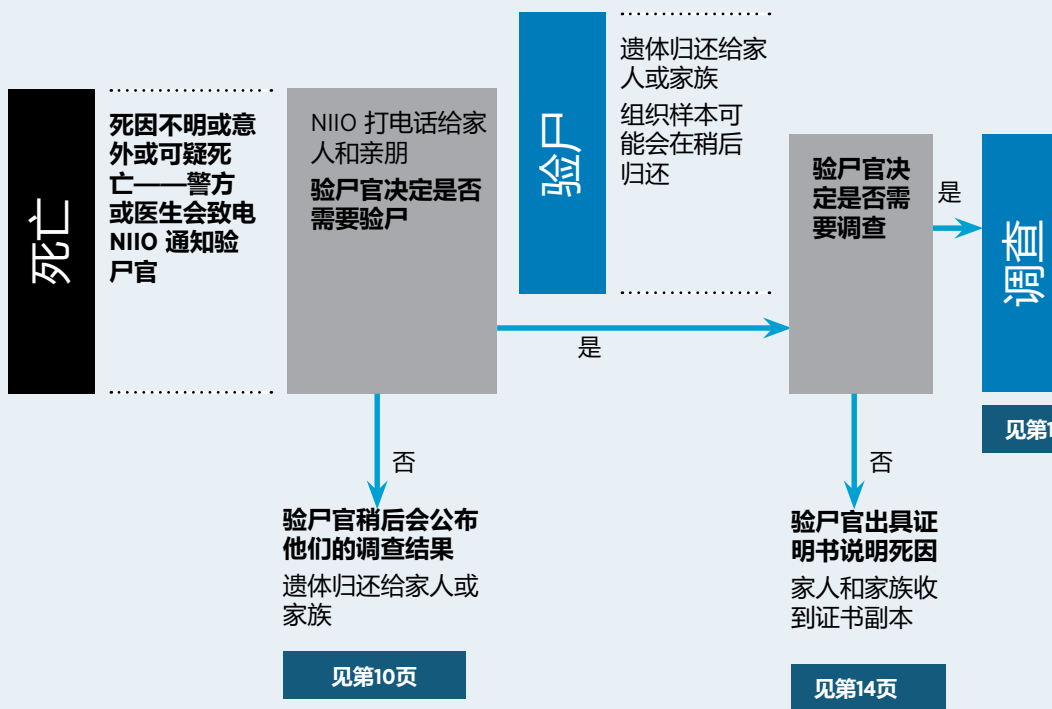 死亡
死因不明或意
外或可疑死
亡——警方
或医生会致电
NIIO 通知验
尸官
NIIO 打电话给家
人和亲朋
验尸官决定是否
需要验尸
否
验尸官稍后会公布
他们的调查结果
遗体归还给家人或
家族
见第10页
是
验尸
遗体归还给家
人或家族
组织样本可
能会在稍后
归还
验尸官决
定是否需
要调查
否
验尸官出具证
明书说明死因
家人和家族收
到证书副本
见第14页
是
调查
见第1